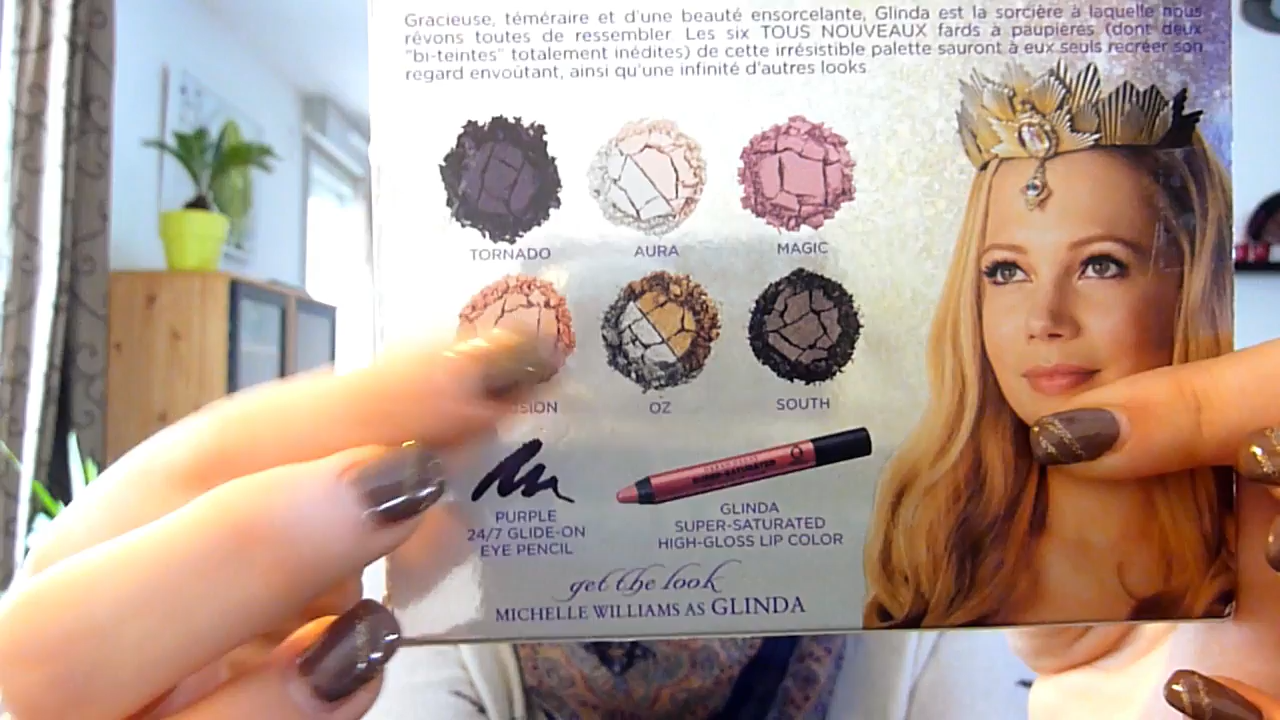 Gracieuse, téméraire et d'une beauté ensorcelante, Glinda est la sorcière à laquelle nous
rêvons toutes de ressembler. Les six TOUS NOUVEAUX fards à paupières (dont deux
"bi-teintes" totalement inédites) de cette irrésistible palette sauront à eux seuls recréer son
regard envoûtant, ainsi qu'une infinité d'autres looks.
TORNADO AURA MAGIC
OZ SOUTH
PURPLE
24/7 GLIDE-ON
EYE PENCIL
GLINDA
SUPER-SATURATED
HIGH-GLOSS LIP COLOR
get the look
MICHELLE WILLIAMS AS GLINDA